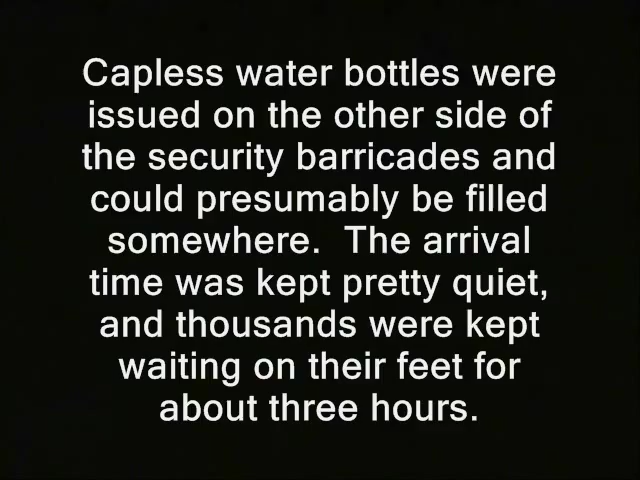 Capless water bottles were
issued on the other side of
the security barricades and
could presumably be filled
somewhere.  The arrival
time was kept pretty quiet,
and thousands were kept
waiting on their feet for
about three hours.